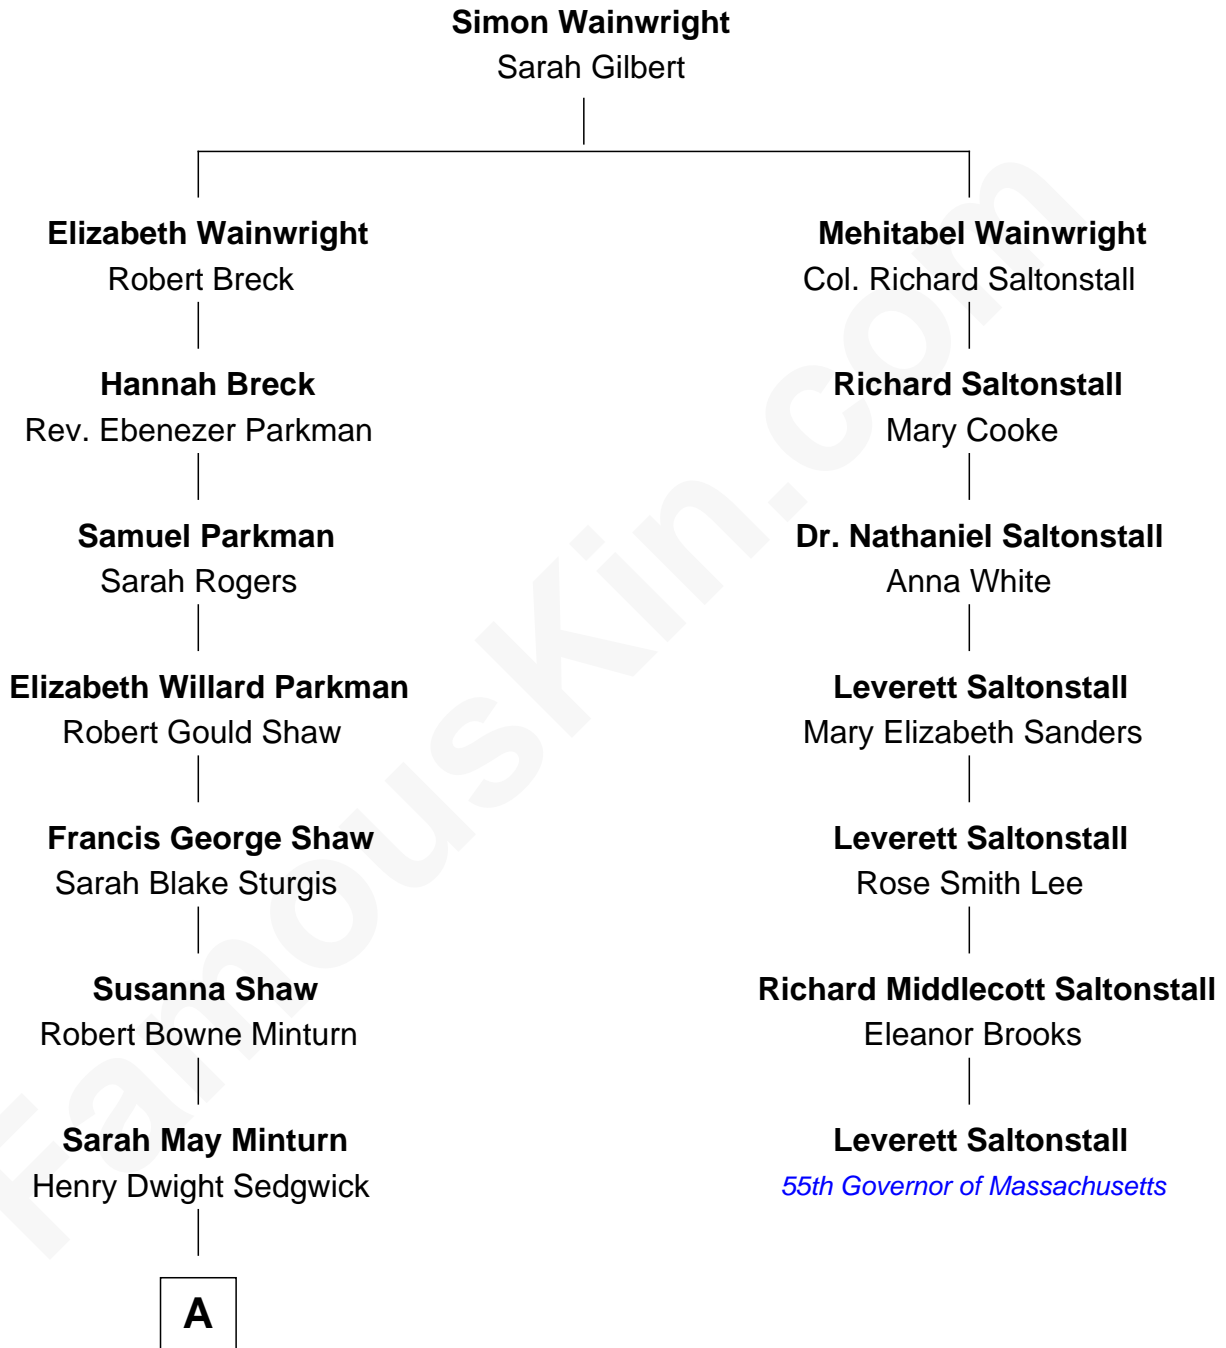 Simon Wainwright
Sarah Gilbert
Elizabeth Wainwright
Robert Breck
Mehitabel Wainwright
Col. Richard Saltonstall
Hannah Breck
Rev. Ebenezer Parkman
Richard Saltonstall
Mary Cooke
Samuel Parkman
Sarah Rogers
Dr. Nathaniel Saltonstall
Anna White
Elizabeth Willard Parkman
Robert Gould Shaw
Leverett Saltonstall
Mary Elizabeth Sanders
Francis George Shaw
Sarah Blake Sturgis
Leverett Saltonstall
Rose Smith Lee
Susanna Shaw
Robert Bowne Minturn
Richard Middlecott Saltonstall
Eleanor Brooks
Sarah May Minturn
Henry Dwight Sedgwick
Leverett Saltonstall
55th Governor of Massachusetts
A
FamousKin.com